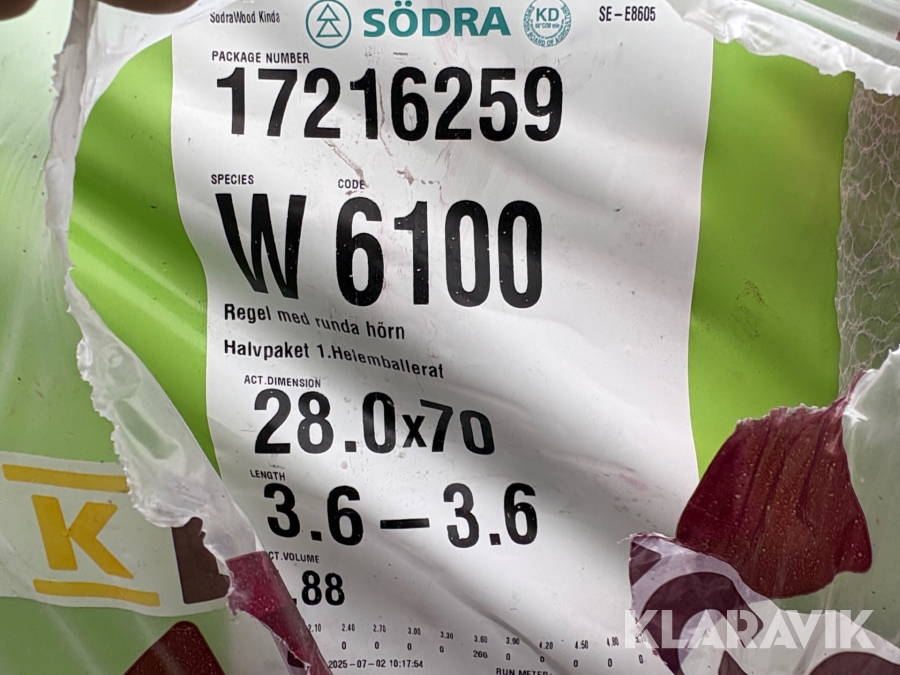 SödraWood Kinda
SÖDRA
KD
SE-E8605
PACKAGE NUMBER
17216259
SPECIES CODE
W 6100
Regel med runda hörn
Halvpaket 1.Helemballerat
ACT.DIMENSION
28.0x70
LENGTH
3.6-3.6
CT.VOLUME
.88
2.10 2.40 2.70 3.00 3.30 3.60 3.90 4.20 4.50 4.80
0 0 0 0 266 0 0 0 0 0
2025-07-02 10:17:54
RUN METER
K
KLARAVIK